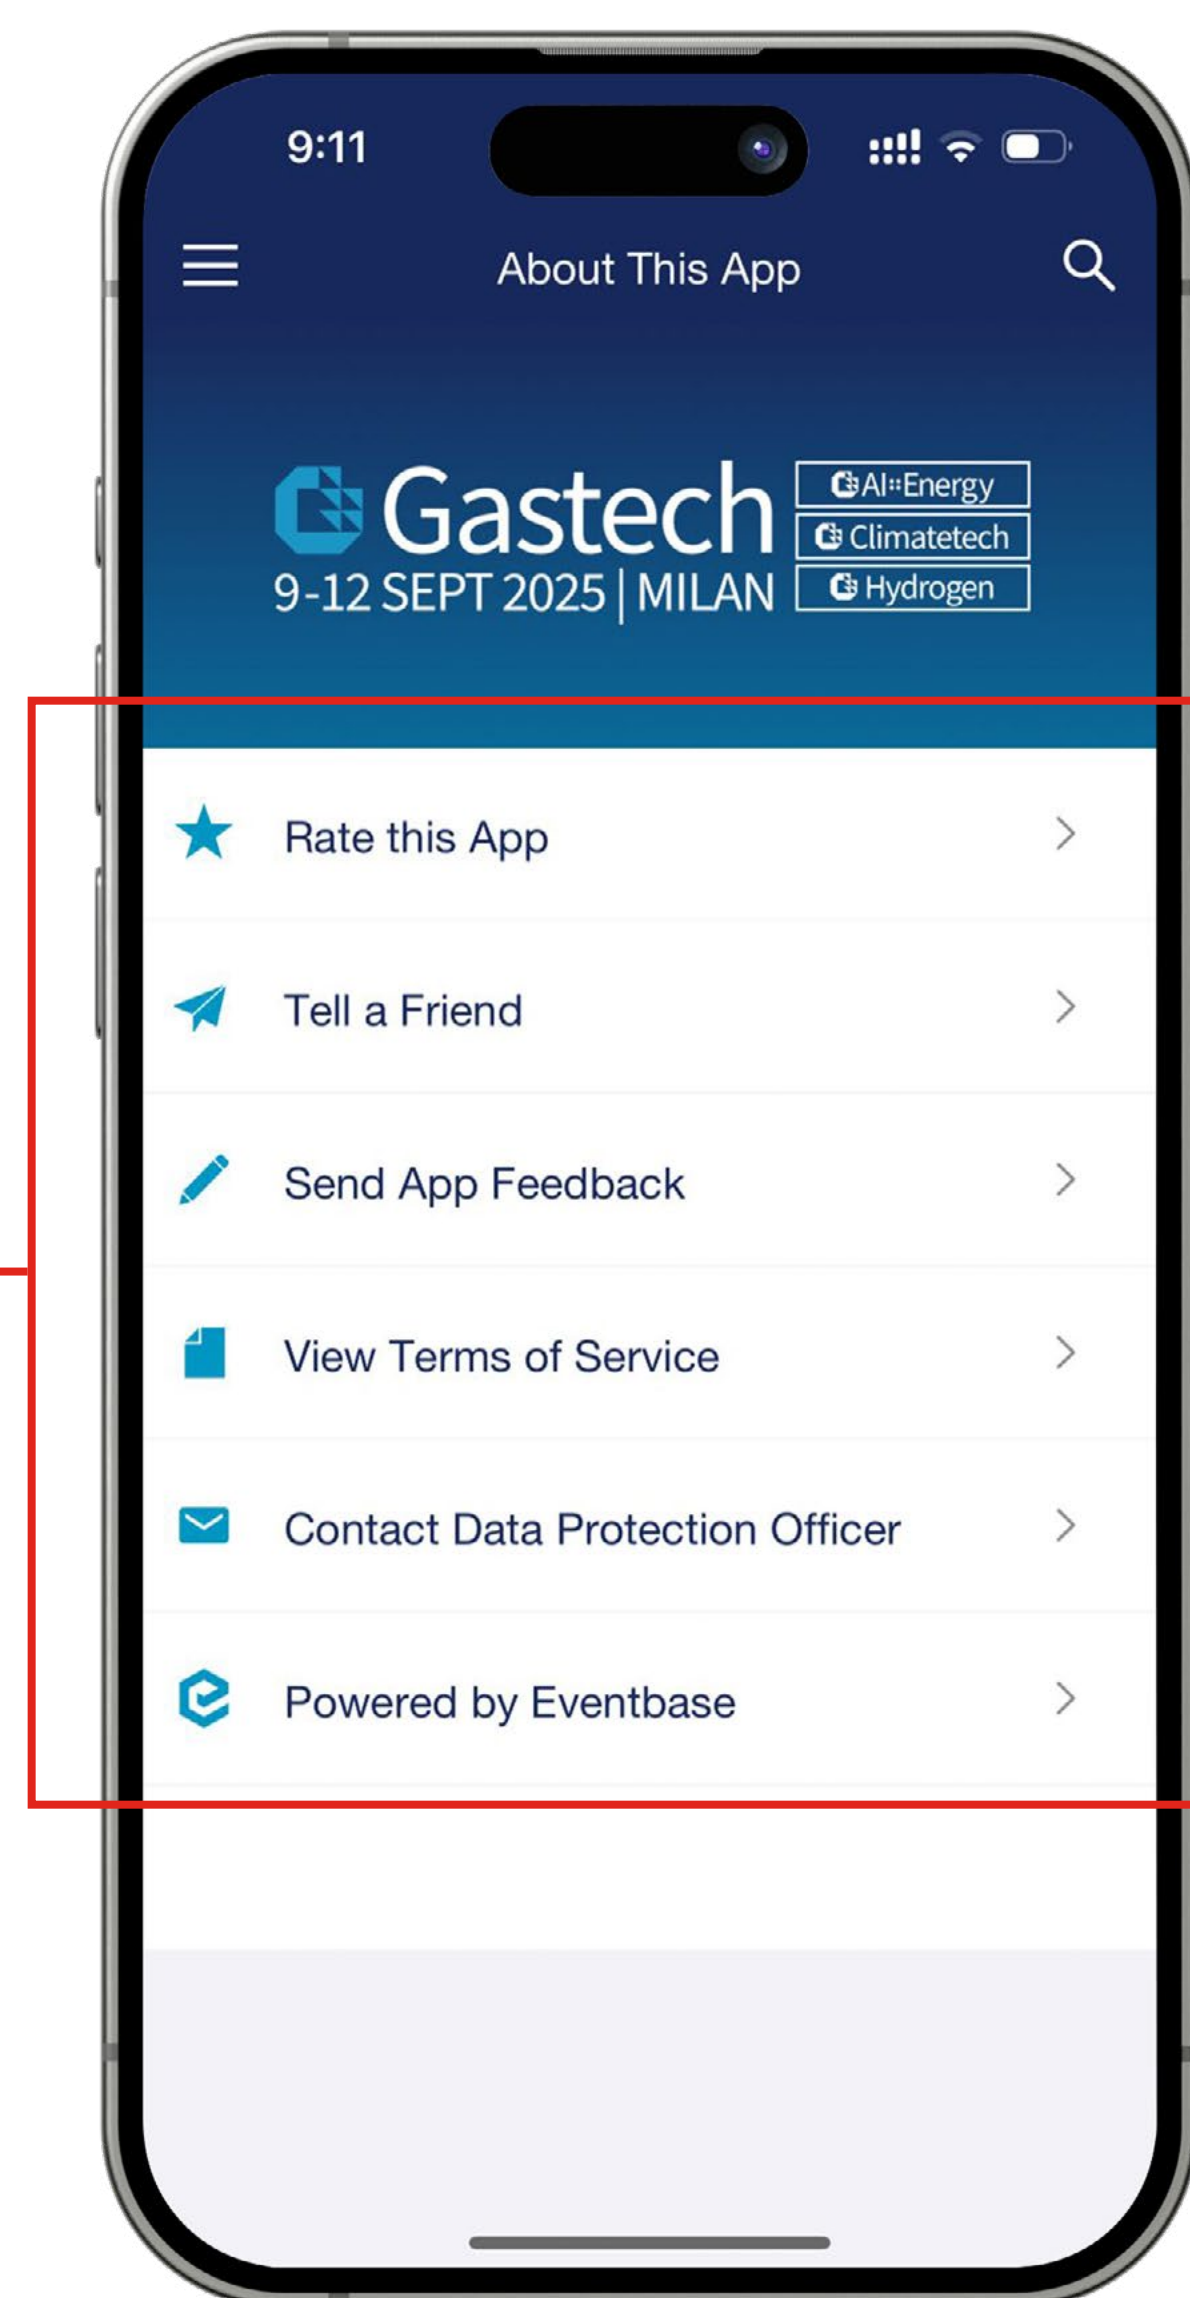 9:11
About This App
Gastech
9-12 SEPT 2025 | MILAN
AI::Energy
Climatetech
Hydrogen
Rate this App
Tell a Friend
Send App Feedback
View Terms of Service
Contact Data Protection Officer
Powered by Eventbase